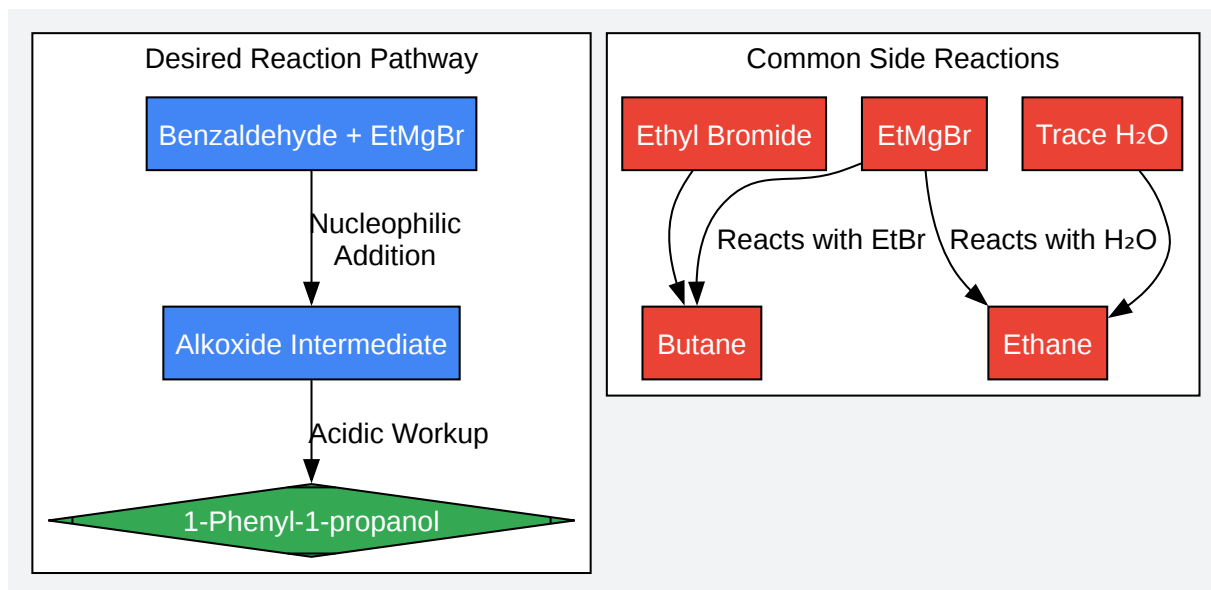 Desired Reaction Pathway
Benzaldehyde + EtMgBr
Nucleophilic
Addition
Alkoxide Intermediate
Acidic Workup
1-Phenyl-1-propanol
Common Side Reactions
Ethyl Bromide
EtMgBr
Trace H₂O
Reacts with EtBr
Reacts with H₂O
Butane
Ethane